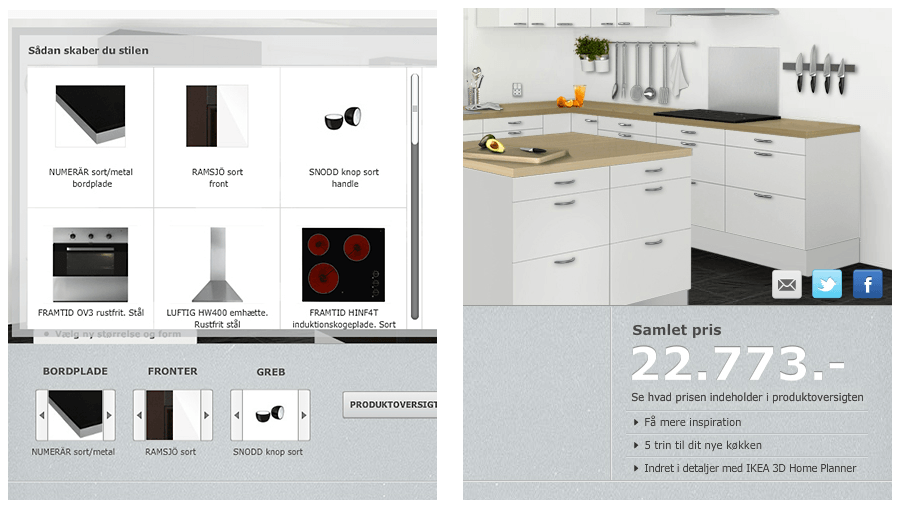 Sådan skaber du stilen
NUMERÄR sort/metal
bordplade
RAMSJÖ sort
front
SNODD knop sort
handle
FRAMTID OV3 rustfrit. Stål
LUFTIG HW400 emhætte.
Rustfrit stål
FRAMTID HINF4T
induktionskogeplade. Sort
Vælg ny størrelse og form
BORDPLADE
FRONTER
GREB
NUMERÄR sort/metal
RAMSJÖ sort
SNODD knop sort
PRODUKTOVERSIGT
Samlet pris
22.773.-
Se hvad prisen indeholder i produktoversigten
Få mere inspiration
5 trin til dit nye køkken
Indret i detaljer med IKEA 3D Home Planner